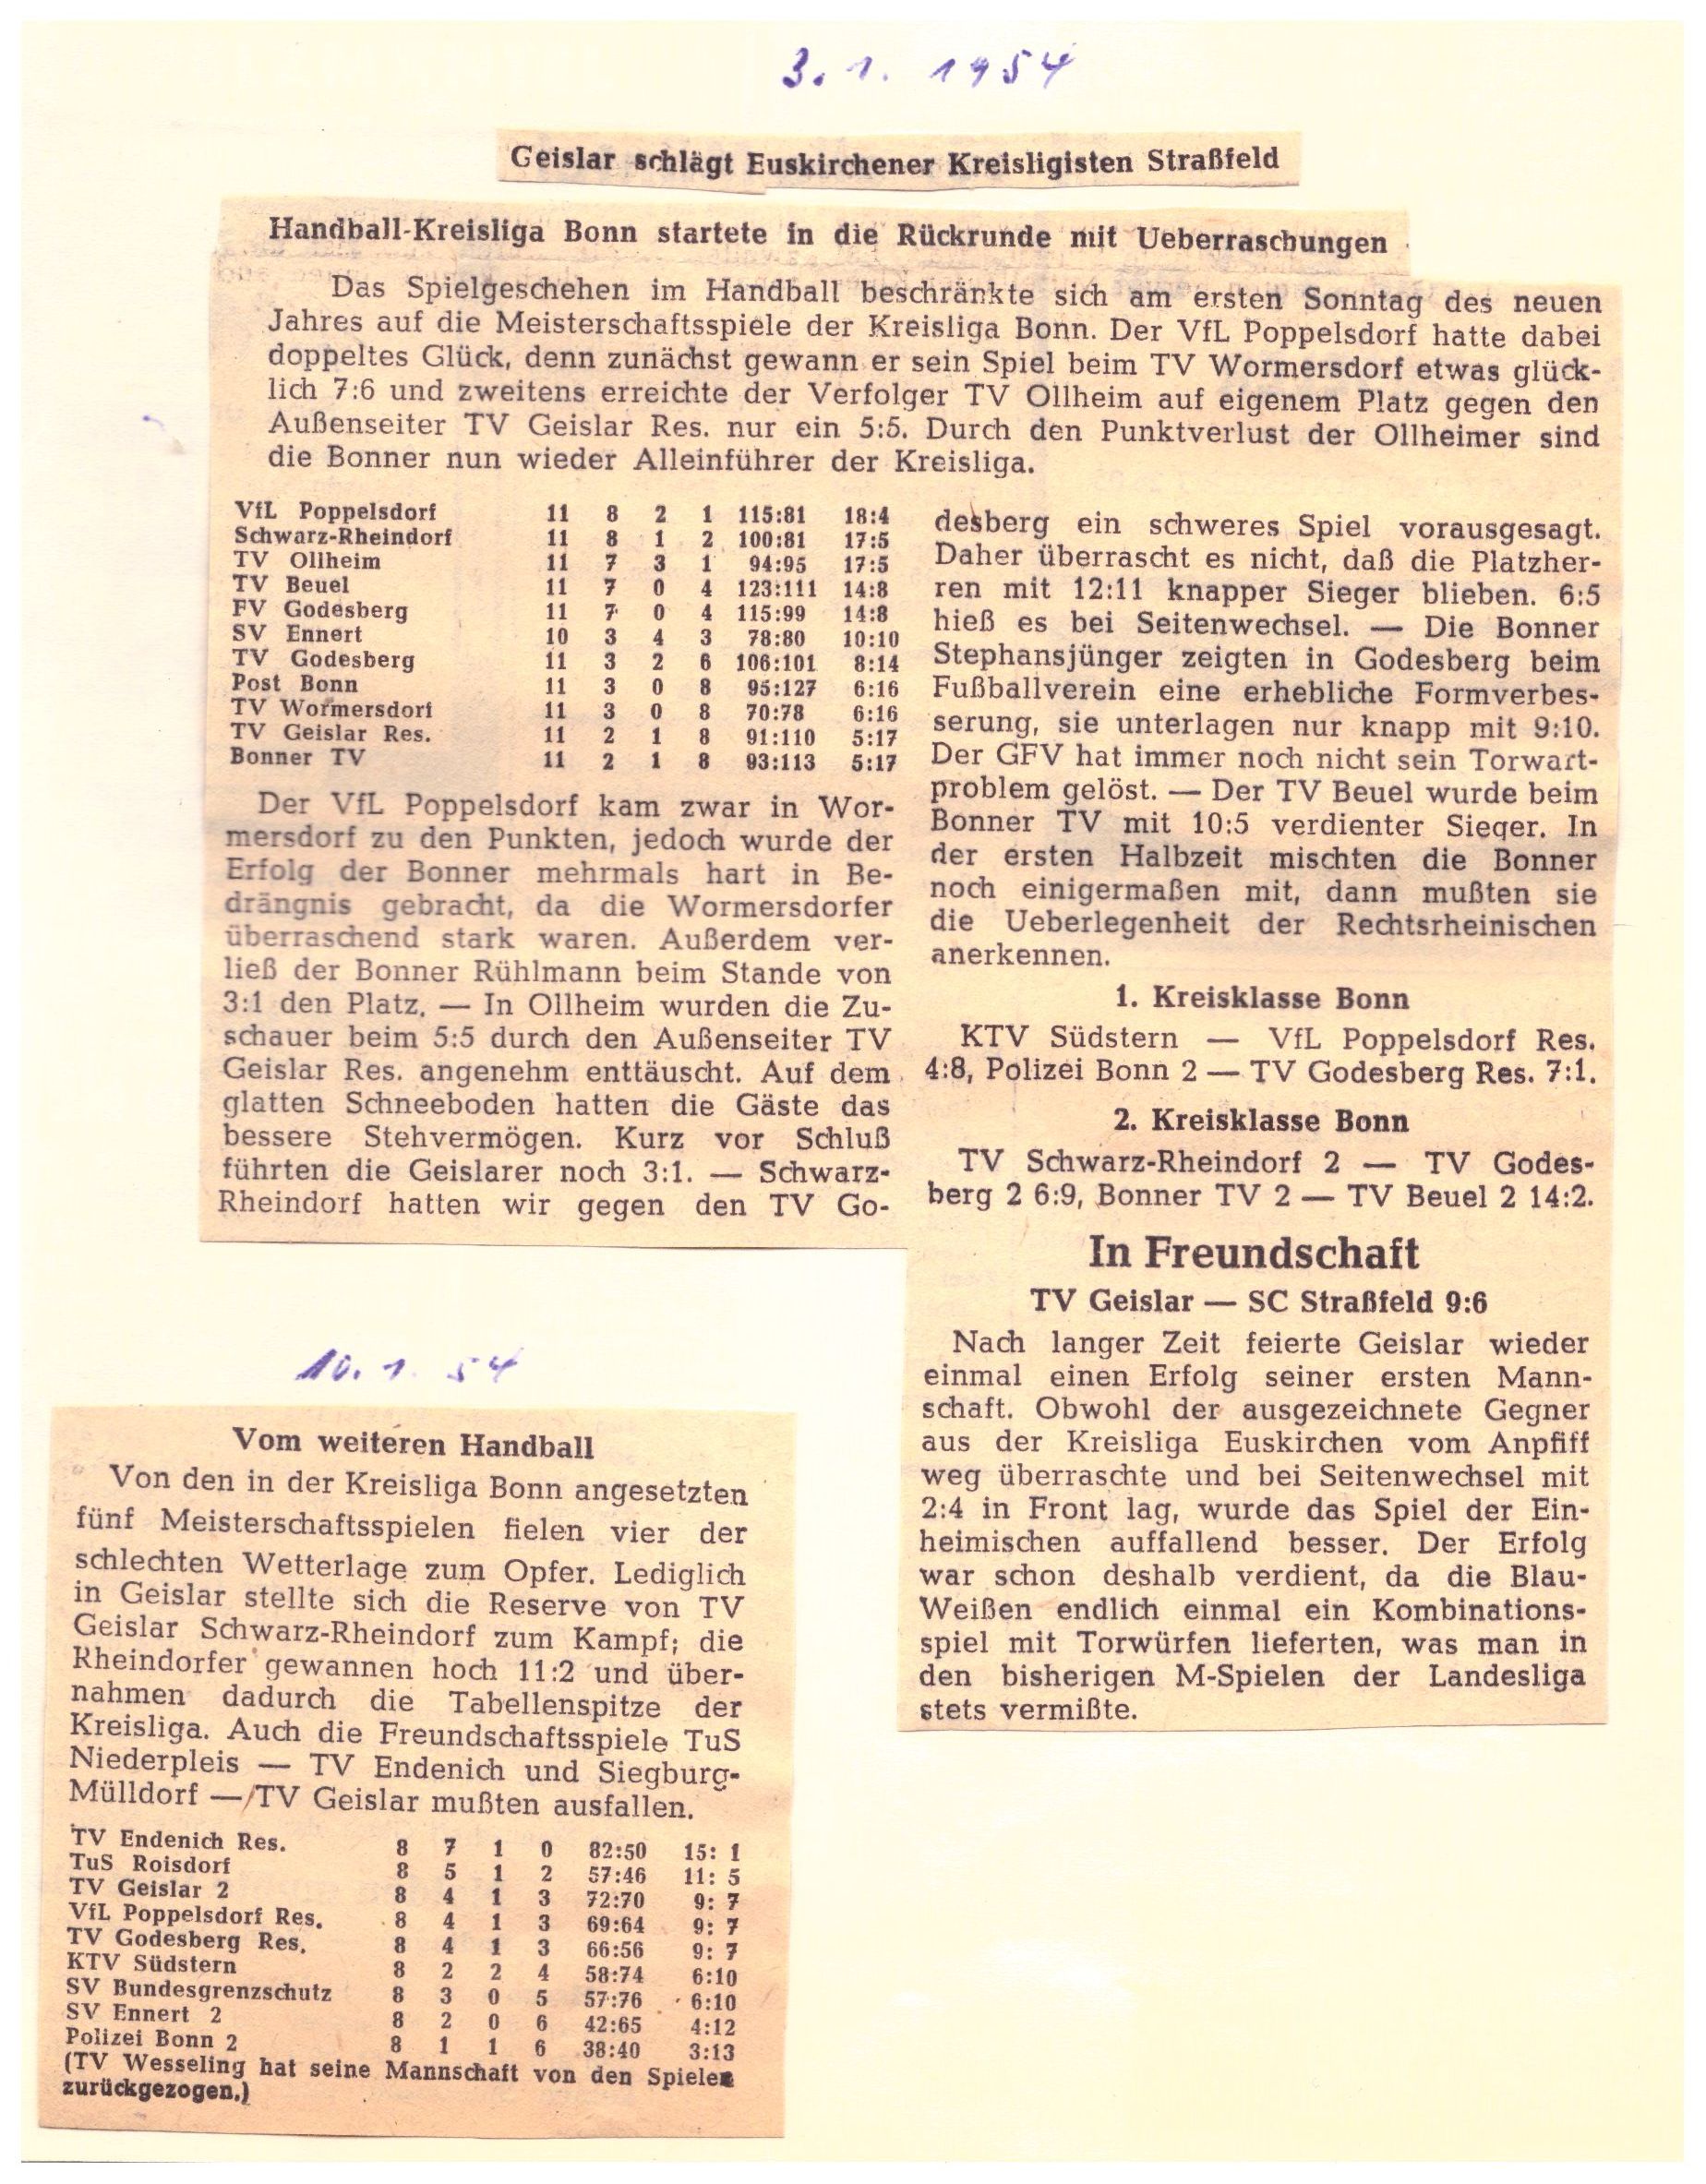 3. 1. 1954
Geislar schlägt Euskirchener Kreisligisten Straßfeld
Handball-Kreisliga Bonn startete in die Rückrunde mit Ueberraschungen
Das Spielgeschehen im Handball beschränkte sich am ersten Sonntag des neuen
Jahres auf die Meisterschaftsspiele der Kreisliga Bonn. Der VfL Poppelsdorf hatte dabei
doppeltes Glück, denn zunächst gewann er sein Spiel beim TV Wormersdorf etwas glück-
lich 7:6 und zweitens erreichte der Verfolger TV Ollheim auf eigenem Platz gegen den
Außenseiter TV Geislar Res. nur ein 5:5. Durch den Punktverlust der Ollheimer sind
die Bonner nun wieder Alleinführer der Kreisliga.
VfL Poppelsdorf 11 8 2 1 115:81 18:4
Schwarz-Rheindorf 11 8 1 2 100:81 17:5
TV Ollheim 11 7 3 1 94:95 17:5
TV Beuel 11 7 0 4 123:111 14:8
FV Godesberg 11 7 0 4 115:99 14:8
SV Ennert 10 3 4 3 78:80 10:10
TV Godesberg 11 3 2 6 106:101 8:14
Post Bonn 11 3 0 8 95:127 6:16
TV Wormersdorf 11 3 0 8 70:78 6:16
TV Geislar Res. 11 2 1 8 91:110 5:17
Bonner TV 11 2 1 8 93:113 5:17
Der VfL Poppelsdorf kam zwar in Wor-
mersdorf zu den Punkten, jedoch wurde der
Erfolg der Bonner mehrmals hart in Be-
drängnis gebracht, da die Wormersdorfer
überraschend stark waren. Außerdem ver-
ließ der Bonner Rühlmann beim Stande von
3:1 den Platz. — In Ollheim wurden die Zu-
schauer beim 5:5 durch den Außenseiter TV
Geislar Res. angenehm enttäuscht. Auf dem
glatten Schneeboden hatten die Gäste das
bessere Stehvermögen. Kurz vor Schluß
führten die Geislarer noch 3:1. — Schwarz-
Rheindorf hatten wir gegen den TV Go-
desberg ein schweres Spiel vorausgesagt.
Daher überrascht es nicht, daß die Platzher-
ren mit 12:11 knapper Sieger blieben. 6:5
hieß es bei Seitenwechsel. — Die Bonner
Stephansjünger zeigten in Godesberg beim
Fußballverein eine erhebliche Formverbes-
serung, sie unterlagen nur knapp mit 9:10.
Der GFV hat immer noch nicht sein Torwart-
problem gelöst. — Der TV Beuel wurde beim
Bonner TV mit 10:5 verdienter Sieger. In
der ersten Halbzeit mischten die Bonner
noch einigermaßen mit, dann mußten sie
die Ueberlegenheit der Rechtsrheinischen
anerkennen.
1. Kreisklasse Bonn
KTV Südstern — VfL Poppelsdorf Res.
4:8, Polizei Bonn 2 — TV Godesberg Res. 7:1.
2. Kreisklasse Bonn
TV Schwarz-Rheindorf 2 — TV Godes-
berg 2 6:9, Bonner TV 2 — TV Beuel 2 14:2.
In Freundschaft
TV Geislar — SC Straßfeld 9:6
Nach langer Zeit feierte Geislar wieder
einmal einen Erfolg seiner ersten Mann-
schaft. Obwohl der ausgezeichnete Gegner
aus der Kreisliga Euskirchen vom Anpfiff
weg überraschte und bei Seitenwechsel mit
2:4 in Front lag, wurde das Spiel der Ein-
heimischen auffallend besser. Der Erfolg
war schon deshalb verdient, da die Blau-
Weißen endlich einmal ein Kombinations-
spiel mit Torwürfen lieferten, was man in
den bisherigen M-Spielen der Landesliga
stets vermißte.
10. 1. 54
Vom weiteren Handball
Von den in der Kreisliga Bonn angesetzten
fünf Meisterschaftsspielen fielen vier der
schlechten Wetterlage zum Opfer. Lediglich
in Geislar stellte sich die Reserve von TV
Geislar Schwarz-Rheindorf zum Kampf; die
Rheindorfer gewannen hoch 11:2 und über-
nahmen dadurch die Tabellenspitze der
Kreisliga. Auch die Freundschaftsspiele TuS
Niederpleis — TV Endenich und Siegburg-
Mülldorf —/TV Geislar mußten ausfallen.
TV Endenich Res. 8 7 1 0 82:50 15: 1
TuS Roisdorf 8 5 1 2 57:46 11: 5
TV Geislar 2 8 4 1 3 72:70 9: 7
VfL Poppelsdorf Res. 8 4 1 3 69:64 9: 7
TV Godesberg Res. 8 4 1 3 66:56 9: 7
KTV Südstern 8 2 2 4 58:74 6:10
SV Bundesgrenzschutz 8 3 0 5 57:76 6:10
SV Ennert 2 8 2 0 6 42:65 4:12
Polizei Bonn 2 8 1 1 6 38:40 3:13
(TV Wesseling hat seine Mannschaft von den Spielen
zurückgezogen.)